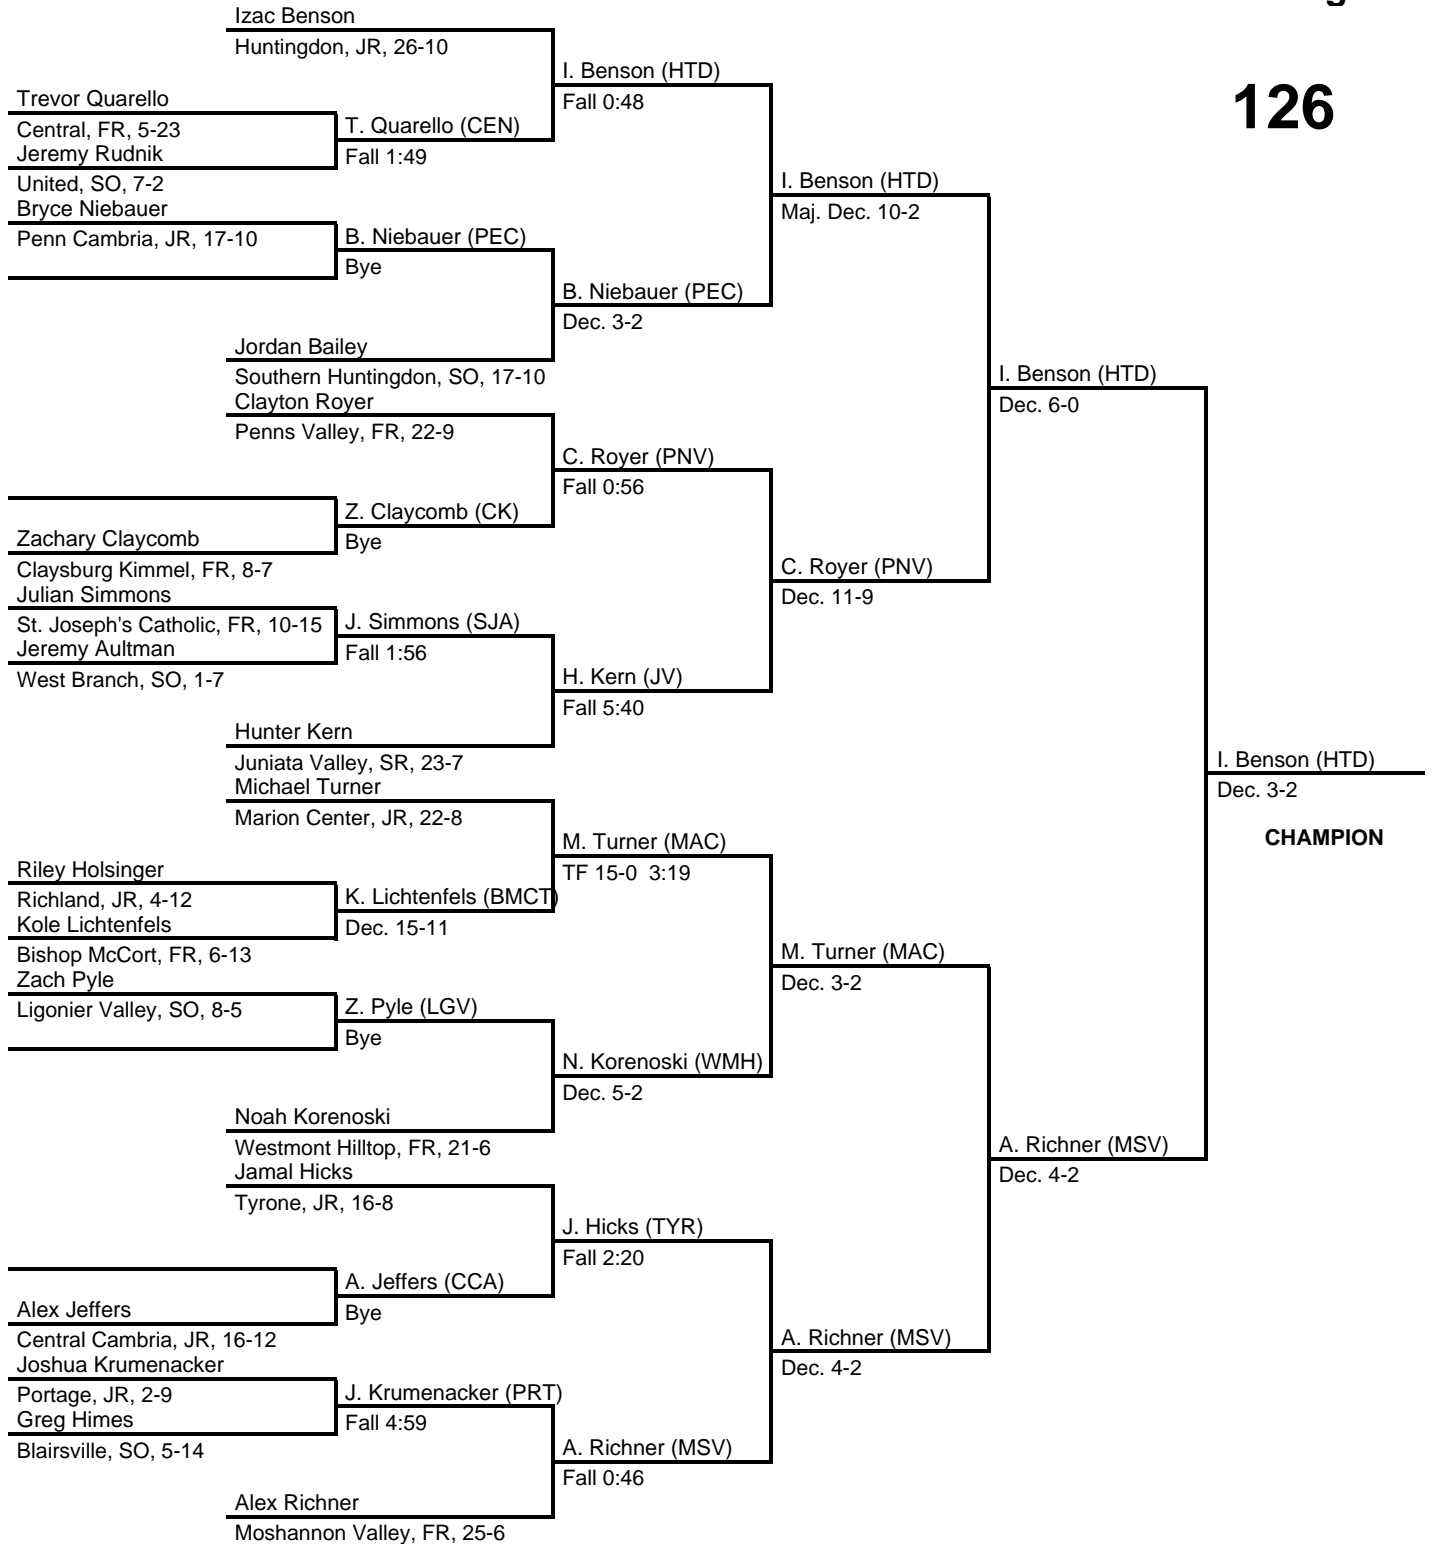 126
Izac Benson
Huntingdon, JR, 26-10
I. Benson (HTD)
Fall 0:48
Trevor Quarello
Central, FR, 5-23
Jeremy Rudnik
United, SO, 7-2
T. Quarello (CEN)
Fall 1:49
Bryce Niebauer
Penn Cambria, JR, 17-10
B. Niebauer (PEC)
Bye
I. Benson (HTD)
Maj. Dec. 10-2
B. Niebauer (PEC)
Dec. 3-2
Jordan Bailey
Southern Huntingdon, SO, 17-10
Clayton Royer
Penns Valley, FR, 22-9
I. Benson (HTD)
Dec. 6-0
C. Royer (PNV)
Fall 0:56
Z. Claycomb (CK)
Bye
Zachary Claycomb
Claysburg Kimmel, FR, 8-7
Julian Simmons
St. Joseph's Catholic, FR, 10-15
Jeremy Aultman
West Branch, SO, 1-7
J. Simmons (SJA)
Fall 1:56
C. Royer (PNV)
Dec. 11-9
H. Kern (JV)
Fall 5:40
Hunter Kern
Juniata Valley, SR, 23-7
Michael Turner
Marion Center, JR, 22-8
I. Benson (HTD)
Dec. 3-2
CHAMPION
M. Turner (MAC)
TF 15-0 3:19
Riley Holsinger
Richland, JR, 4-12
Kole Lichtenfels
Bishop McCort, FR, 6-13
K. Lichtenfels (BMCT)
Dec. 15-11
Zach Pyle
Ligonier Valley, SO, 8-5
Z. Pyle (LGV)
Bye
M. Turner (MAC)
Dec. 3-2
N. Korenoski (WMH)
Dec. 5-2
Noah Korenoski
Westmont Hilltop, FR, 21-6
Jamal Hicks
Tyrone, JR, 16-8
A. Richner (MSV)
Dec. 4-2
J. Hicks (TYR)
Fall 2:20
A. Jeffers (CCA)
Bye
Alex Jeffers
Central Cambria, JR, 16-12
Joshua Krumenacker
Portage, JR, 2-9
Greg Himes
Blairsville, SO, 5-14
J. Krumenacker (PRT)
Fall 4:59
A. Richner (MSV)
Dec. 4-2
A. Richner (MSV)
Fall 0:46
Alex Richner
Moshannon Valley, FR, 25-6